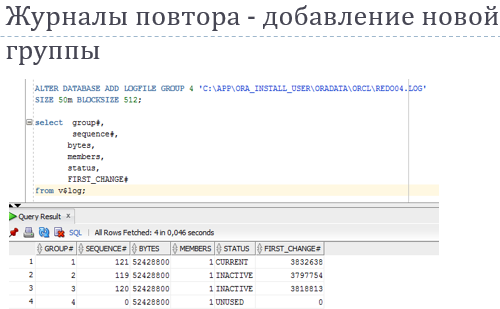 Журналы повтора - добавление новой
группы
ALTER DATABASE ADD LOGFILE GROUP 4 'C:\APP\ORA_INSTALL_USER\ORADATA\ORCL\REDO04.LOG'
SIZE 50m BLOCKSIZE 512;
select group#,
sequence#,
bytes,
members,
status,
FIRST_CHANGE#
from v$log;
Query Result x
SQL | All Rows Fetched: 4 in 0,046 seconds
GROUP# SEQUENCE# BYTES MEMBERS STATUS FIRST_CHANGE#
1 1 121 52428800 1 CURRENT 3832638
2 2 119 52428800 1 INACTIVE 3797754
3 3 120 52428800 1 INACTIVE 3818813
4 4 0 52428800 1 UNUSED 0